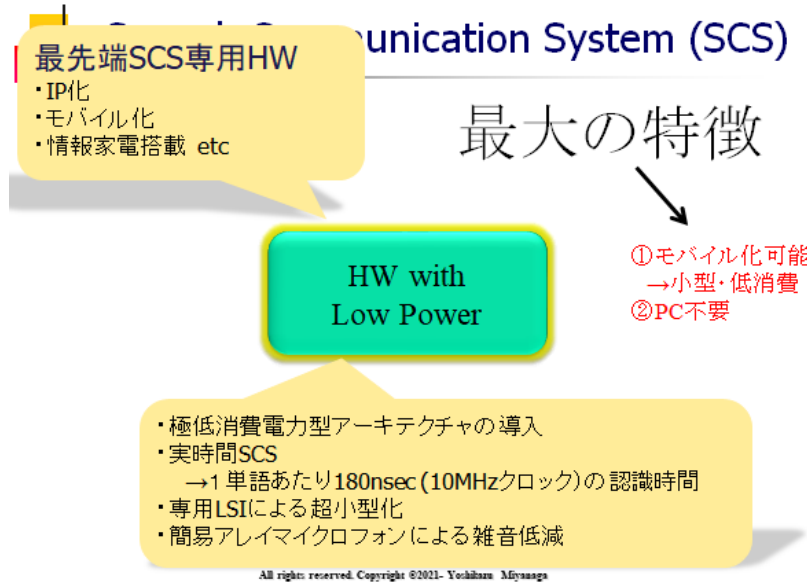 unication System (SCS)
最先端SCS専用HW
・IP化
・モバイル化
・情報家電搭載 etc
最大の特徴
①モバイル化可能
→小型・低消費
②PC不要
HW with
Low Power
・極低消費電力型アーキテクチャの導入
・実時間SCS
→1単語あたり180nsec(10MHzクロック)の認識時間
・専用LSIによる超小型化
・簡易アレイマイクロフォンによる雑音低減
All rights reserved. Copyright ©2021- Yoshikazu Miyanaga